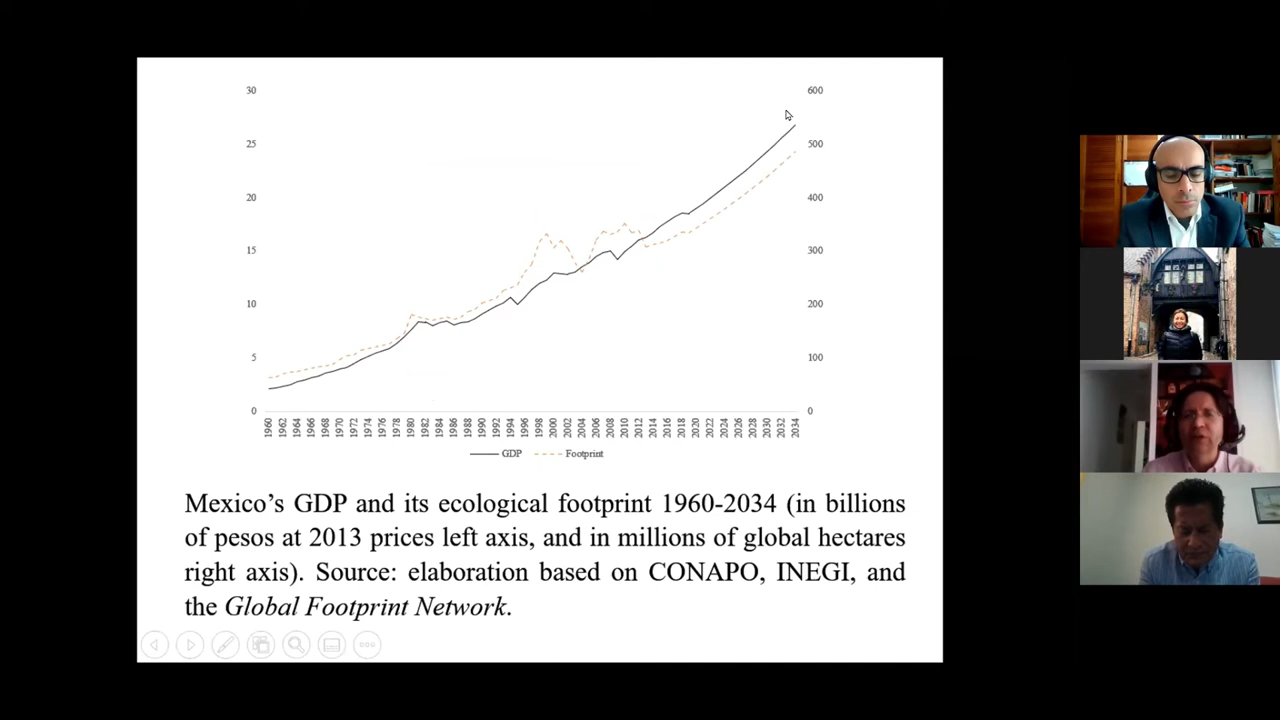 30 600
25 500
20 400
15 300
10 200
5 100
0 0
1960 1962 1964 1966 1968 1970 1972 1974 1976 1978 1980 1982 1984 1986 1988 1990 1992 1994 1996 1998 2000 2002 2004 2006 2008 2010 2012 2014 2016 2018 2020 2022 2024 2026 2028 2030 2032 2034
GDP Footprint
Mexico’s GDP and its ecological footprint 1960-2034 (in billions
of pesos at 2013 prices left axis, and in millions of global hectares
right axis). Source: elaboration based on CONAPO, INEGI, and
the Global Footprint Network.